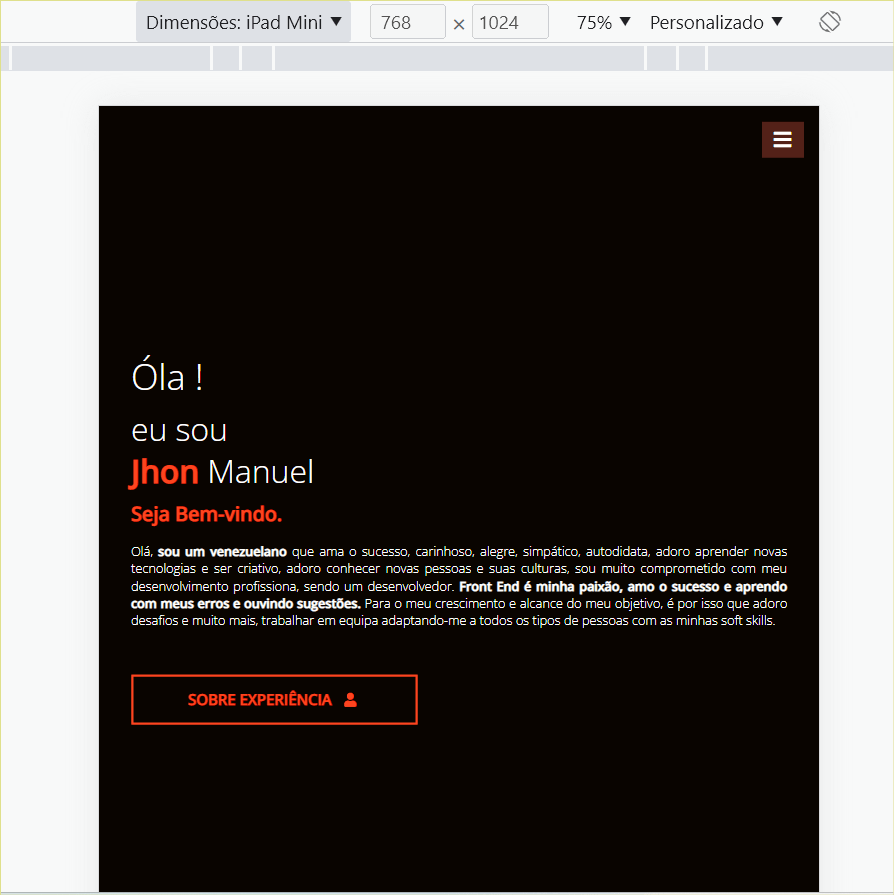 Dimensões: iPad Mini ▼ 768 × 1024 75% ▼ Personalizado ▼
Óla !
eu sou
Jhon Manuel
Seja Bem-vindo.
Olá, sou um venezuelano que ama o sucesso, carinhoso, alegre, simpático, autodidata, adoro aprender novas
tecnologias e ser criativo, adoro conhecer novas pessoas e suas culturas, sou muito comprometido com meu
desenvolvimento profissiona, sendo um desenvolvedor. Front End é minha paixão, amo o sucesso e aprendo
com meus erros e ouvindo sugestões. Para o meu crescimento e alcance do meu objetivo, é por isso que adoro
desafios e muito mais, trabalhar em equipa adaptando-me a todos os tipos de pessoas com as minhas soft skills.
SOBRE EXPERIÊNCIA